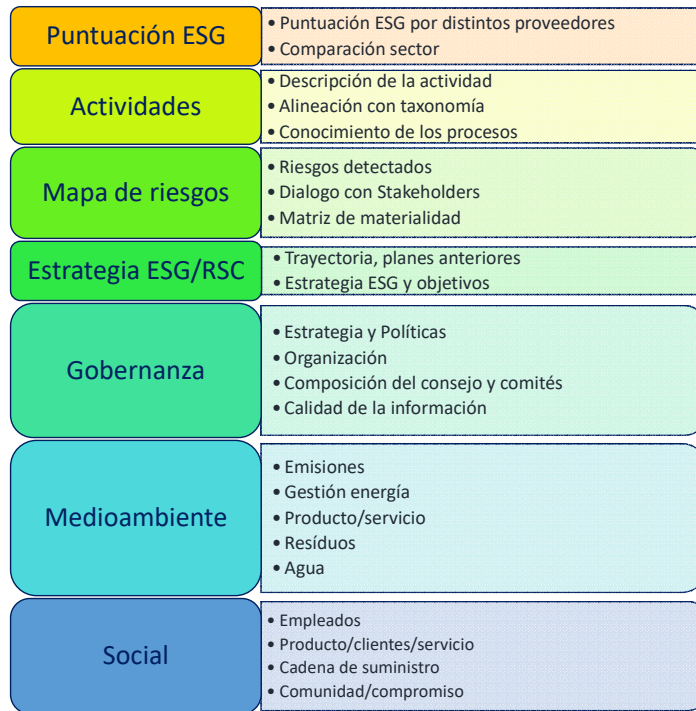 Puntuación ESG
• Puntuación ESG por distintos proveedores
• Comparación sector
Actividades
• Descripción de la actividad
• Alineación con taxonomía
• Conocimiento de los procesos
Mapa de riesgos
• Riesgos detectados
• Dialogo con Stakeholders
• Matriz de materialidad
Estrategia ESG/RSC
• Trayectoria, planes anteriores
• Estrategia ESG y objetivos
Gobernanza
• Estrategia y Políticas
• Organización
• Composición del consejo y comités
• Calidad de la información
Medioambiente
• Emisiones
• Gestión energía
• Producto/servicio
• Resíduos
• Agua
Social
• Empleados
• Producto/clientes/servicio
• Cadena de suministro
• Comunidad/compromiso